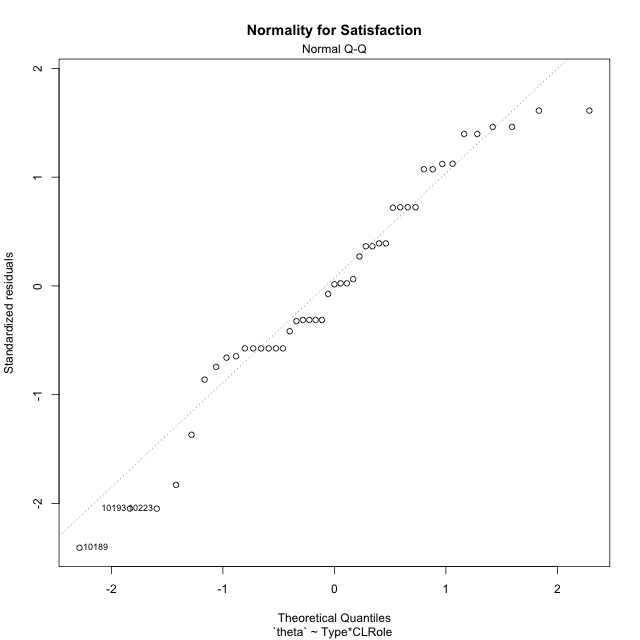 Normality for Satisfaction
Normal Q-Q
2
1
0
-1
-2
Standardized residuals
10193
10223
10189
-2
-1
0
1
2
Theoretical Quantiles
`theta` ~ Type*CLRole